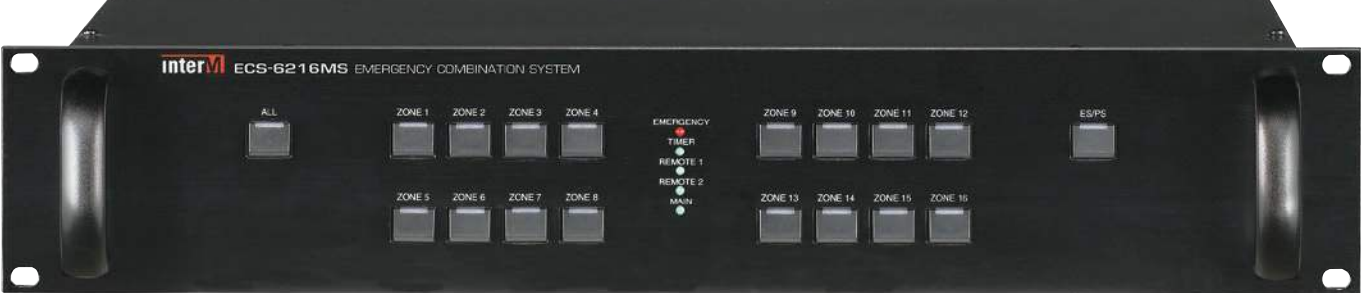 interM ECS-6216MS EMERGENCY COMBINATION SYSTEM
ALL
ZONE 1 ZONE 2 ZONE 3 ZONE 4
EMERGENCY
TIMER
REMOTE 1
REMOTE 2
MAIN
ZONE 9 ZONE 10 ZONE 11 ZONE 12
ES/PS
ZONE 5 ZONE 6 ZONE 7 ZONE 8
ZONE 13 ZONE 14 ZONE 15 ZONE 16